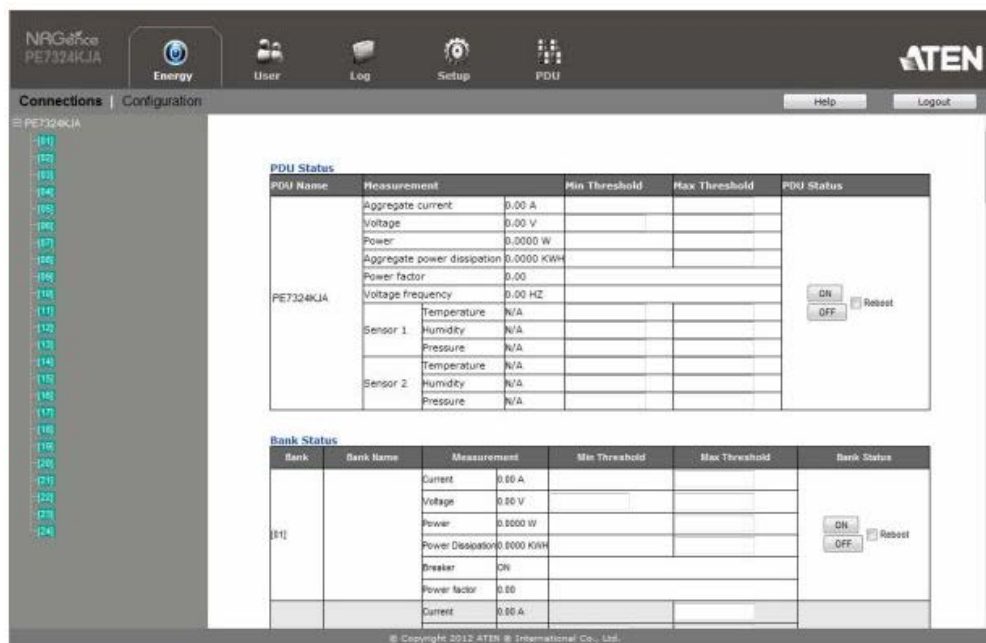 NRGence
PE7324KJA
Energy
User
Log
Setup
PDU
ATEN
Connections | Configuration
Help
Logout
PE7324KJA
[01]
[02]
[03]
[04]
[05]
[06]
[07]
[08]
[09]
[10]
[11]
[12]
[13]
[14]
[15]
[16]
[17]
[18]
[19]
[20]
[21]
[22]
[23]
[24]
PDU Status
PDU Name Measurement Min Threshold Max Threshold PDU Status
PE7324KJA
Aggregate current 0.00 A
Voltage 0.00 V
Power 0.0000 W
Aggregate power dissipation 0.0000 KWH
Power factor 0.00
Voltage frequency 0.00 HZ
Sensor 1
Temperature N/A
Humidity N/A
Pressure N/A
Sensor 2
Temperature N/A
Humidity N/A
Pressure N/A
ON
OFF
Reboot
Bank Status
Bank Bank Name Measurement Min Threshold Max Threshold Bank Status
[01]
Current 0.00 A
Voltage 0.00 V
Power 0.0000 W
Power Dissipation 0.0000 KWH
Breaker ON
Power factor 0.00
ON
OFF
Reboot
Current 0.00 A
© Copyright 2012 ATEN ® International Co., Ltd.